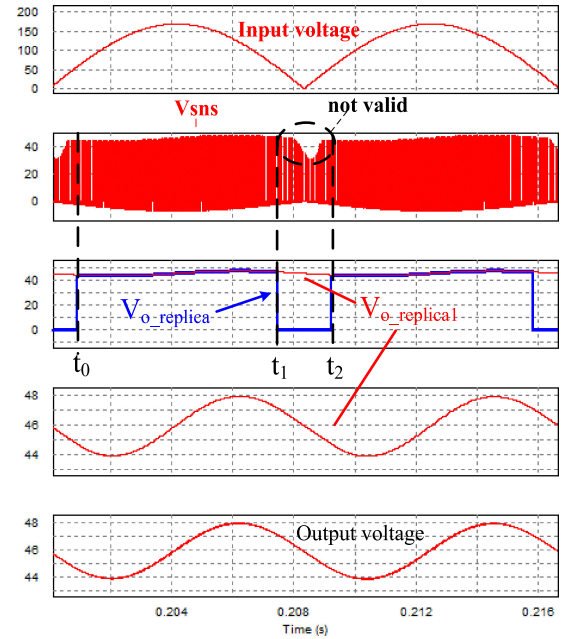 200
150
100
50
0
Input voltage
not valid
Vsns
40
20
0
40
20
0
Vo_replica
Vo_replica1
t0
t1
t2
48
46
44
48
46
44
Output voltage
0.204
0.208
0.212
0.216
Time (s)